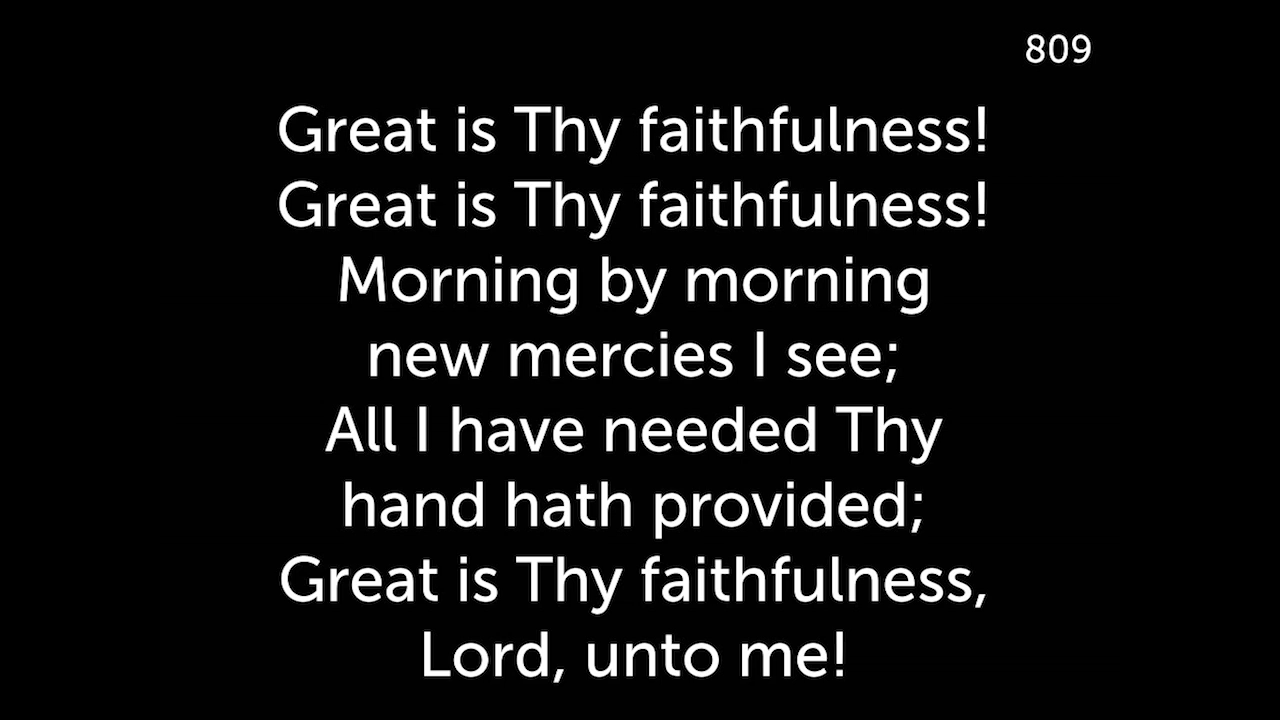 809
Great is Thy faithfulness!
Great is Thy faithfulness!
Morning by morning
new mercies I see;
All I have needed Thy
hand hath provided;
Great is Thy faithfulness,
Lord, unto me!